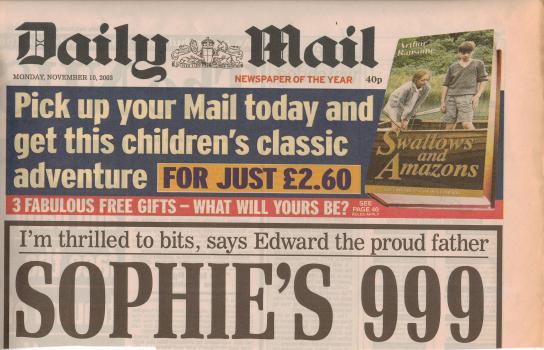 Daily Mail
MONDAY, NOVEMBER 10, 2003
NEWSPAPER OF THE YEAR
40p
Pick up your Mail today and
get this children's classic
adventure FOR JUST £2.60
3 FABULOUS FREE GIFTS – WHAT WILL YOURS BE? SEE
PAGE 46
RULES APPLY
Arthur
Ransome
Swallows
and
Amazons
I'm thrilled to bits, says Edward the proud father
SOPHIE'S 999